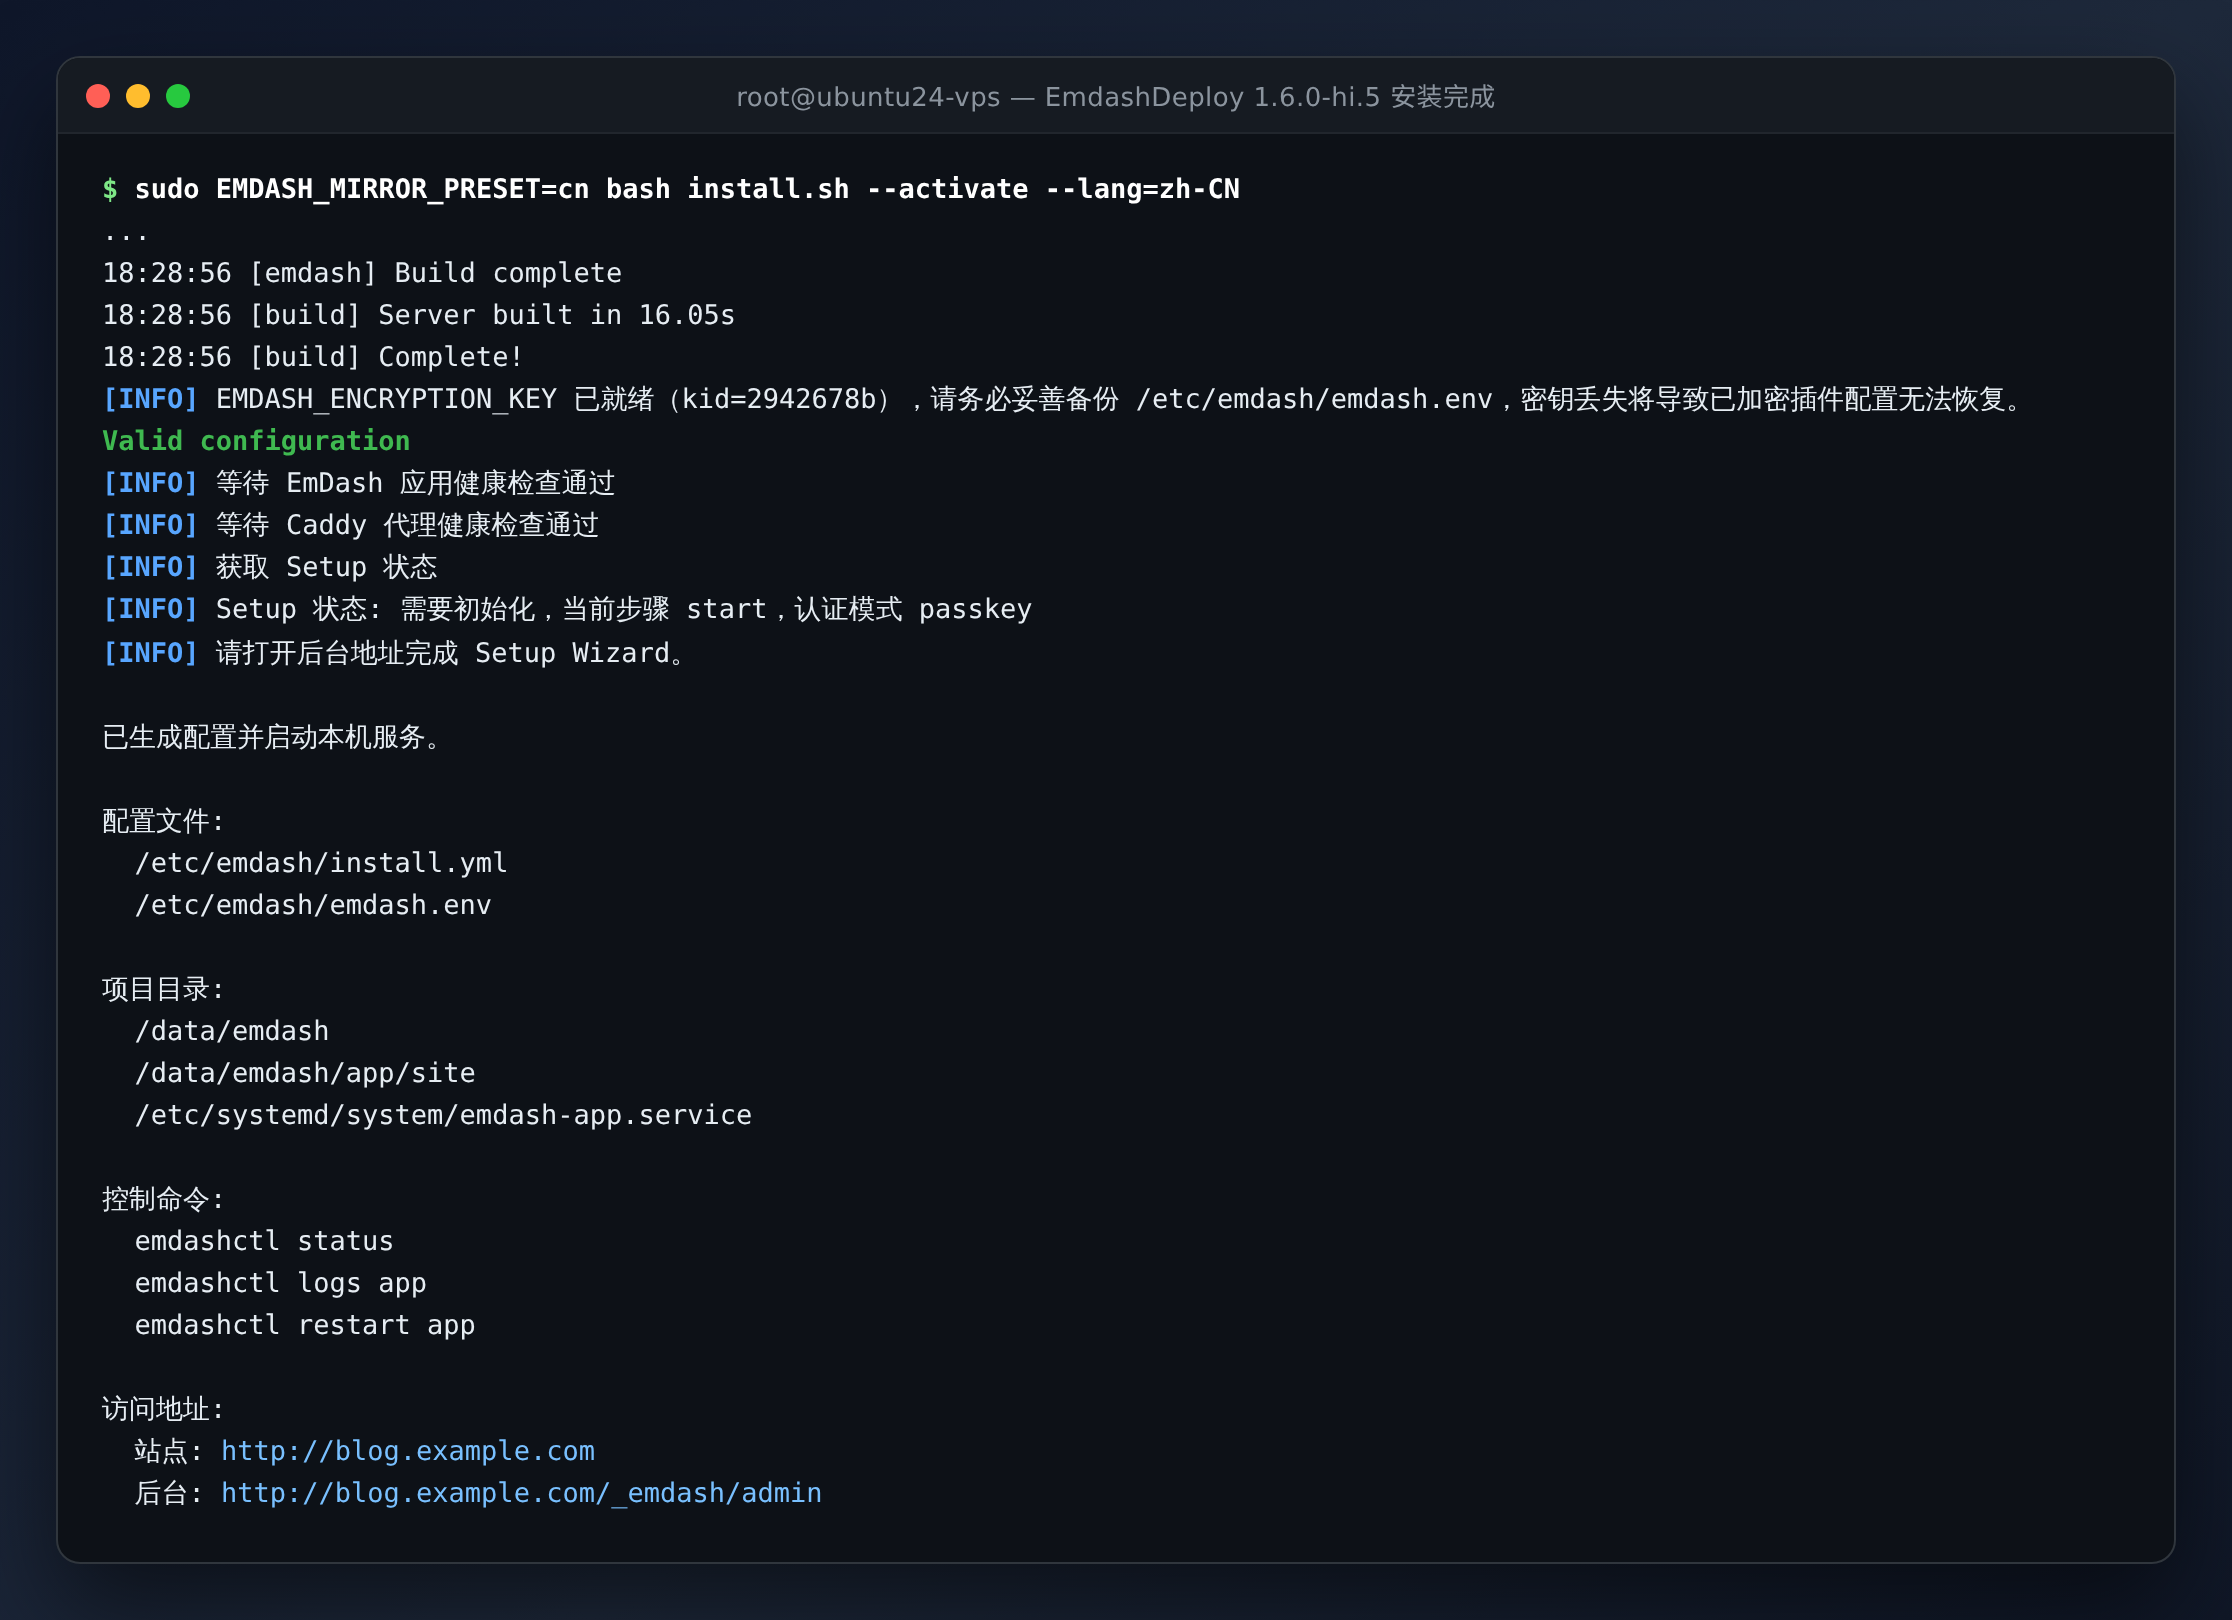 root@ubuntu24-vps — EmdashDeploy 1.6.0-hi.5 安装完成
$ sudo EMDASH_MIRROR_PRESET=cn bash install.sh --activate --lang=zh-CN
...
18:28:56 [emdash] Build complete
18:28:56 [build] Server built in 16.05s
18:28:56 [build] Complete!
[INFO] EMDASH_ENCRYPTION_KEY 已就绪（kid=2942678b），请务必妥善备份 /etc/emdash/emdash.env，密钥丢失将导致已加密插件配置无法恢复。
Valid configuration
[INFO] 等待 EmDash 应用健康检查通过
[INFO] 等待 Caddy 代理健康检查通过
[INFO] 获取 Setup 状态
[INFO] Setup 状态: 需要初始化，当前步骤 start，认证模式 passkey
[INFO] 请打开后台地址完成 Setup Wizard。
已生成配置并启动本机服务。
配置文件:
/etc/emdash/install.yml
/etc/emdash/emdash.env
项目目录:
/data/emdash
/data/emdash/app/site
/etc/systemd/system/emdash-app.service
控制命令:
emdashctl status
emdashctl logs app
emdashctl restart app
访问地址:
站点: http://blog.example.com
后台: http://blog.example.com/_emdash/admin